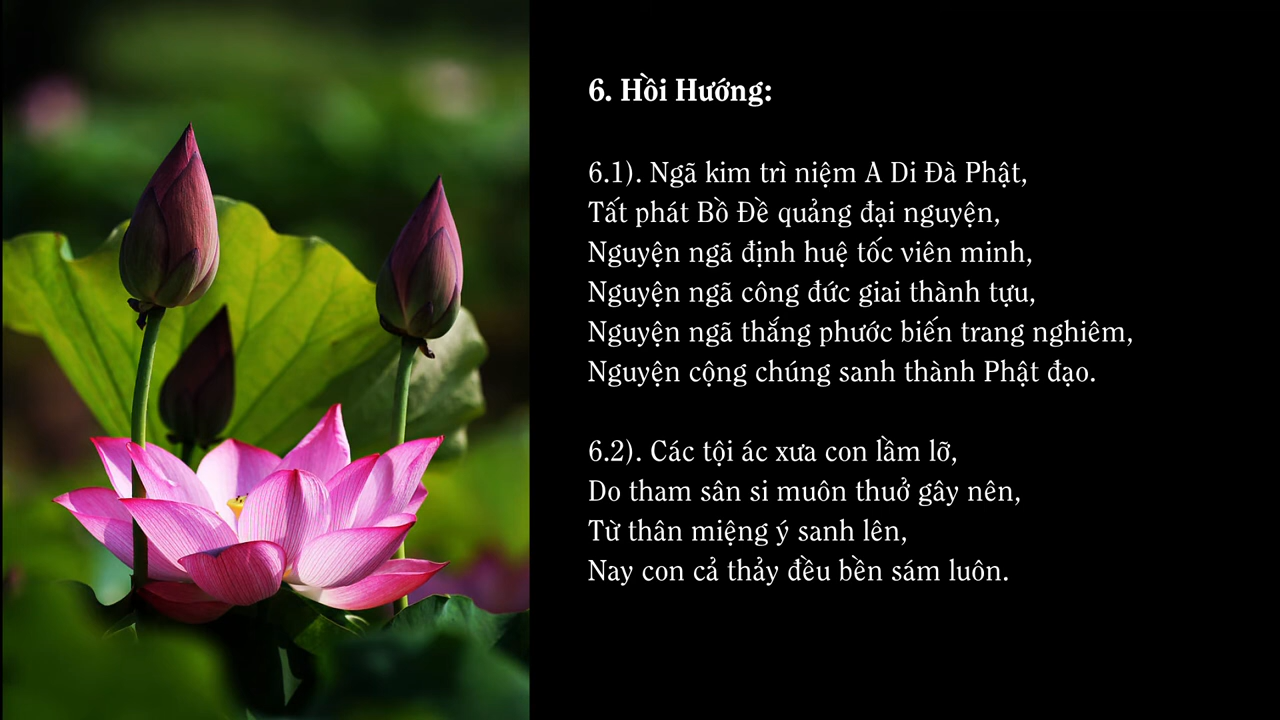 6. Hồi Hướng:
6.1). Ngã kim trì niệm A Di Đà Phật,
Tất phát Bồ Đề quảng đại nguyện,
Nguyện ngã định huệ tốc viên minh,
Nguyện ngã công đức giai thành tựu,
Nguyện ngã thắng phước biến trang nghiêm,
Nguyện cộng chúng sanh thành Phật đạo.
6.2). Các tội ác xưa con lầm lỡ,
Do tham sân si muôn thuở gây nên,
Từ thân miệng ý sanh lên,
Nay con cả thảy đều bền sám luôn.